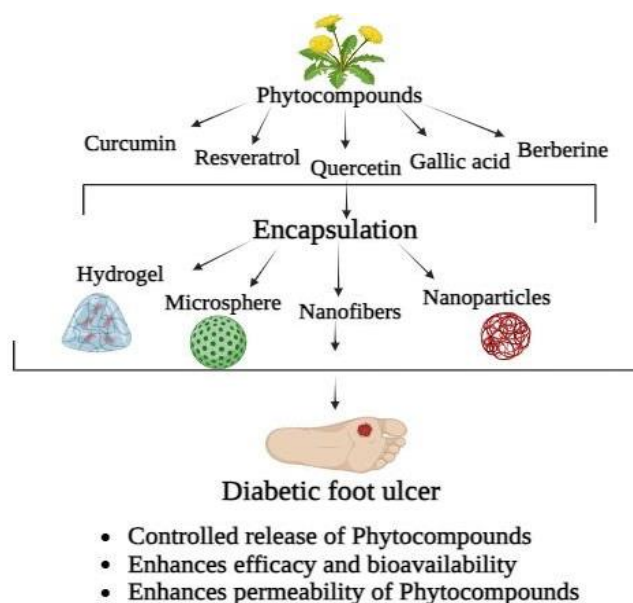 Phytocompounds
Curcumin
Resveratrol
Quercetin
Gallic acid
Berberine
Encapsulation
Hydrogel
Microsphere
Nanofibers
Nanoparticles
Diabetic foot ulcer
• Controlled release of Phytocompounds
• Enhances efficacy and bioavailability
• Enhances permeability of Phytocompounds